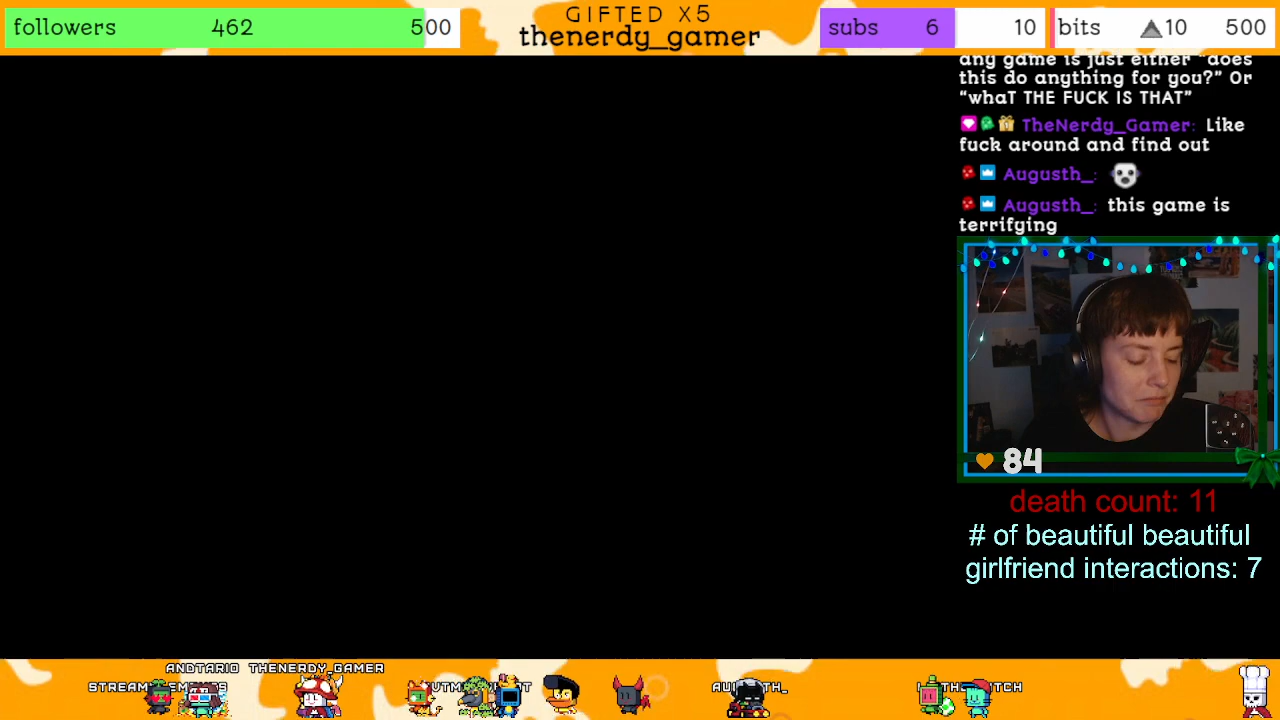 followers 462 500
GIFTED X5
thenerdy_gamer
subs 6 10
bits 10 500
any game is just either "does
this do anything for you?" Or
"whaT THE FUCK IS THAT"
TheNerdy_Gamer: Like
fuck around and find out
Augusth_:
Augusth_: this game is
terrifying
84
death count: 11
# of beautiful beautiful
girlfriend interactions: 7
ANDTARIO THENERDY_GAMER